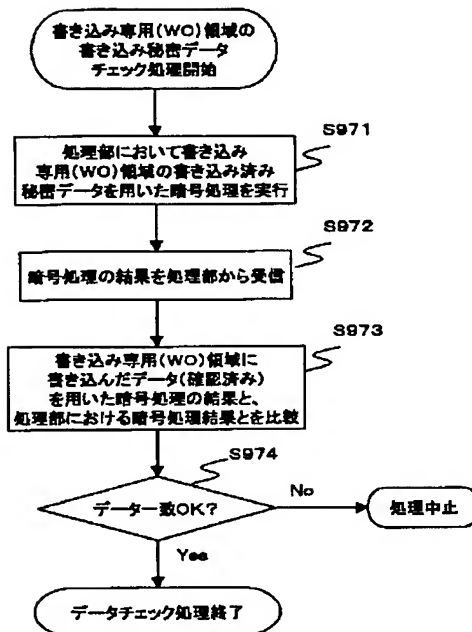 書き込み専用(WO)領域の
書き込み秘密データ
チェック処理開始
S971
処理部において書き込み
専用(WO)領域の書き込み済み
秘密データを用いた暗号処理を実行
S972
暗号処理の結果を処理部から受信
S973
書き込み専用(WO)領域に
書き込んだデータ(確認済み)
を用いた暗号処理の結果と、
処理部における暗号処理結果とを比較
S974
データ一致OK?
No
処理中止
Yes
データチェック処理終了